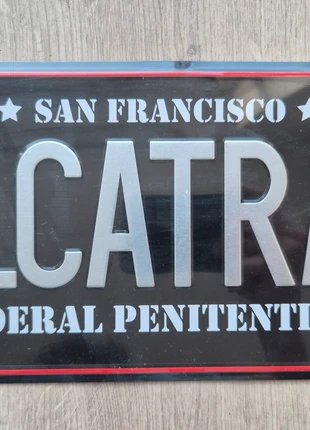 ★ SAN FRANCISCO ★
LCATRA
DERAL PENITENTI